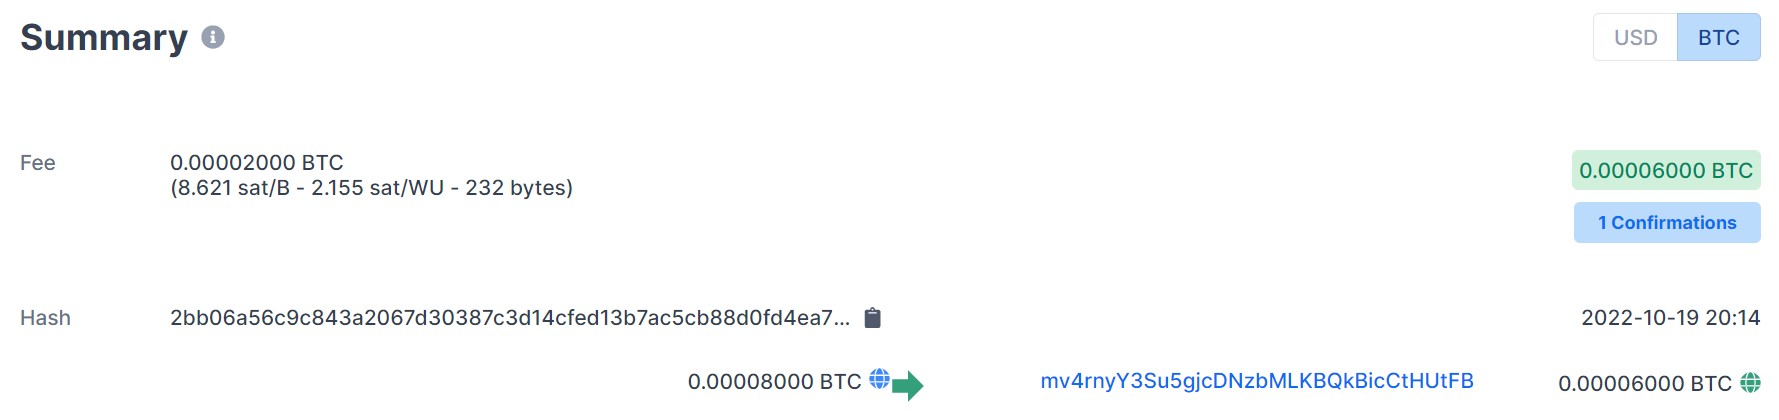 Summary
USD BTC
Fee
0.00002000 BTC
(8.621 sat/B - 2.155 sat/WU - 232 bytes)
0.00006000 BTC
1 Confirmations
Hash
2bb06a56c9c843a2067d30387c3d14cfed13b7ac5cb88d0fd4ea7...
2022-10-19 20:14
0.00008000 BTC
mv4rnyY3Su5gjcDNzbMLKBQkBicCtHUtFB
0.00006000 BTC